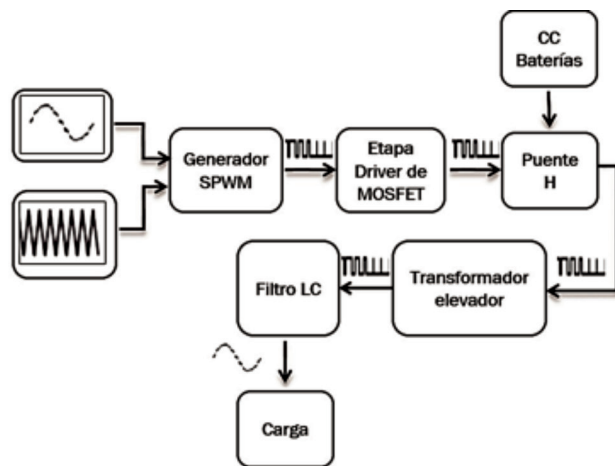 CC
Baterías
Generador
SPWM
Etapa
Driver de
MOSFET
Puente
H
Filtro LC
Transformador
elevador
Carga